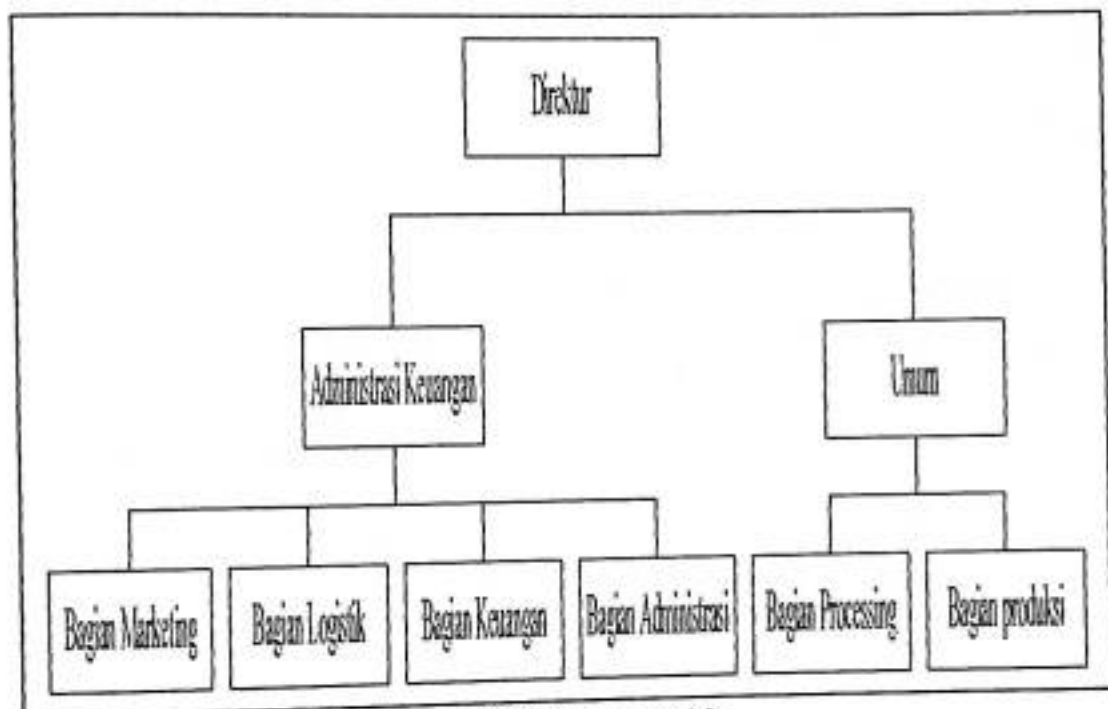 Direktur
Administrasi Keuangan
Umum
Bagian Marketing
Bagian Logistik
Bagian Keuangan
Bagian Administrasi
Bagian Processing
Bagian produksi